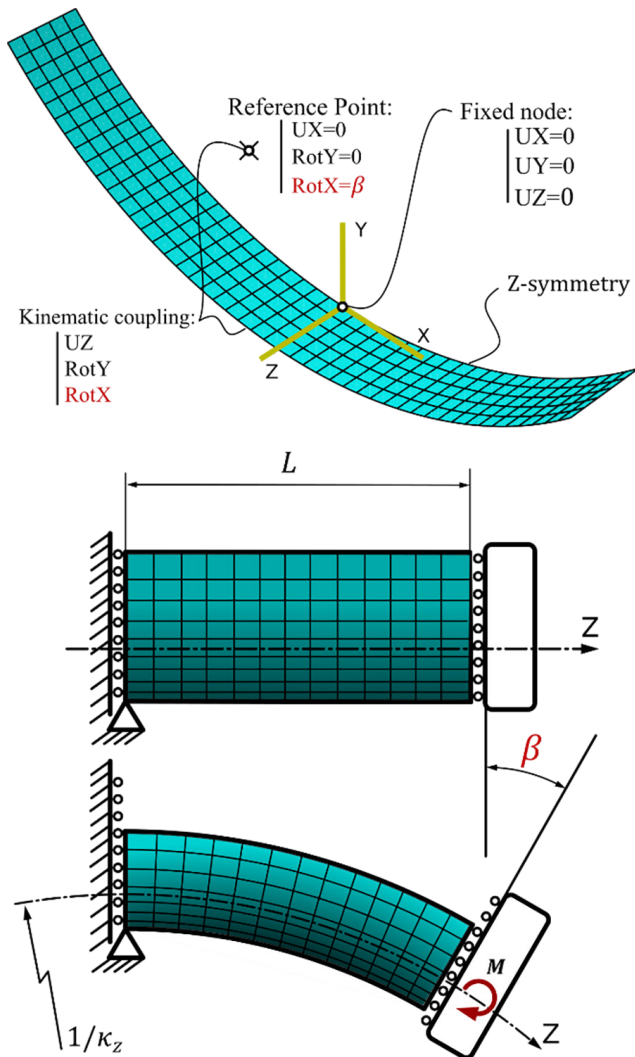 Reference Point:
UX=0
RotY=0
RotX=β
Fixed node:
UX=0
UY=0
UZ=0
Y
Z-symmetry
Kinematic coupling:
UZ
RotY
RotX
Z
X
L
Z
β
M
Z
1/κ_z